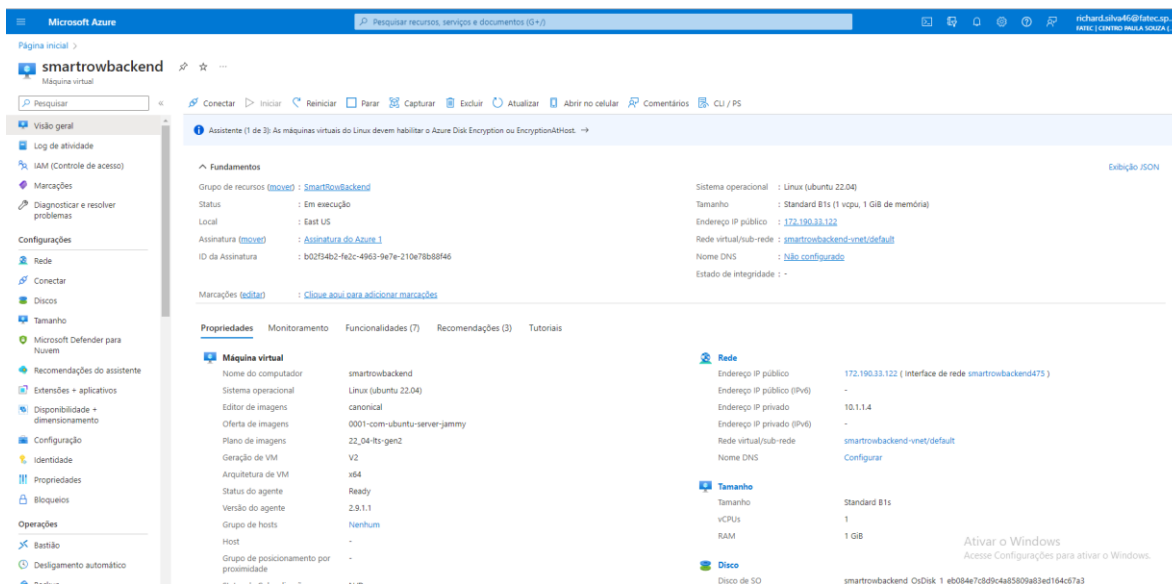 Microsoft Azure
Pesquisar recursos, serviços e documentos (G+/)
richard.silva46@fatec.sp...
FATEC | CENTRO PAULA SOUZA (...
Página inicial >
smartrowbackend
Máquina virtual
Pesquisar
Conectar Iniciar Reiniciar Parar Capturar Excluir Atualizar Abrir no celular Comentários CLI / PS
Assistente (1 de 3): As máquinas virtuais do Linux devem habilitar o Azure Disk Encryption ou EncryptionAtHost. →
Visão geral
Log de atividade
IAM (Controle de acesso)
Marcações
Diagnosticar e resolver
problemas
Configurações
Rede
Conectar
Discos
Tamanho
Microsoft Defender para
Nuvem
Recomendações do assistente
Extensões + aplicativos
Disponibilidade +
dimensionamento
Configuração
Identidade
Propriedades
Bloqueios
Operações
Bastião
Desligamento automático
Backup
Fundamentos
Exibição JSON
Grupo de recursos (mover) : SmartRowBackend
Status : Em execução
Local : East US
Assinatura (mover) : Assinatura do Azure 1
ID da Assinatura : b02f34b2-fe2c-4963-9e7e-210e78b88f46
Marcações (editar) : Clique aqui para adicionar marcações
Sistema operacional : Linux (ubuntu 22.04)
Tamanho : Standard B1s (1 vcpu, 1 GiB de memória)
Endereço IP público : 172.190.33.122
Rede virtual/sub-rede : smartrowbackend-vnet/default
Nome DNS : Não configurado
Estado de integridade : -
Propriedades Monitoramento Funcionalidades (7) Recomendações (3) Tutoriais
Máquina virtual
Nome do computador smartrowbackend
Sistema operacional Linux (ubuntu 22.04)
Editor de imagens canonical
Oferta de imagens 0001-com-ubuntu-server-jammy
Plano de imagens 22_04-lts-gen2
Geração de VM V2
Arquitetura de VM x64
Status do agente Ready
Versão do agente 2.9.1.1
Grupo de hosts Nenhum
Host -
Grupo de posicionamento por -
proximidade
Rede
Endereço IP público 172.190.33.122 ( Interface de rede smartrowbackend475 )
Endereço IP público (IPv6) -
Endereço IP privado 10.1.1.4
Endereço IP privado (IPv6) -
Rede virtual/sub-rede smartrowbackend-vnet/default
Nome DNS Configurar
Tamanho
Tamanho Standard B1s
vCPUs 1
RAM 1 GiB
Disco
Disco de SO smartrowbackend_OsDisk_1_eb084e7c8d9c4a85809a83ed164c67a3
Ativar o Windows
Acesse Configurações para ativar o Windows.